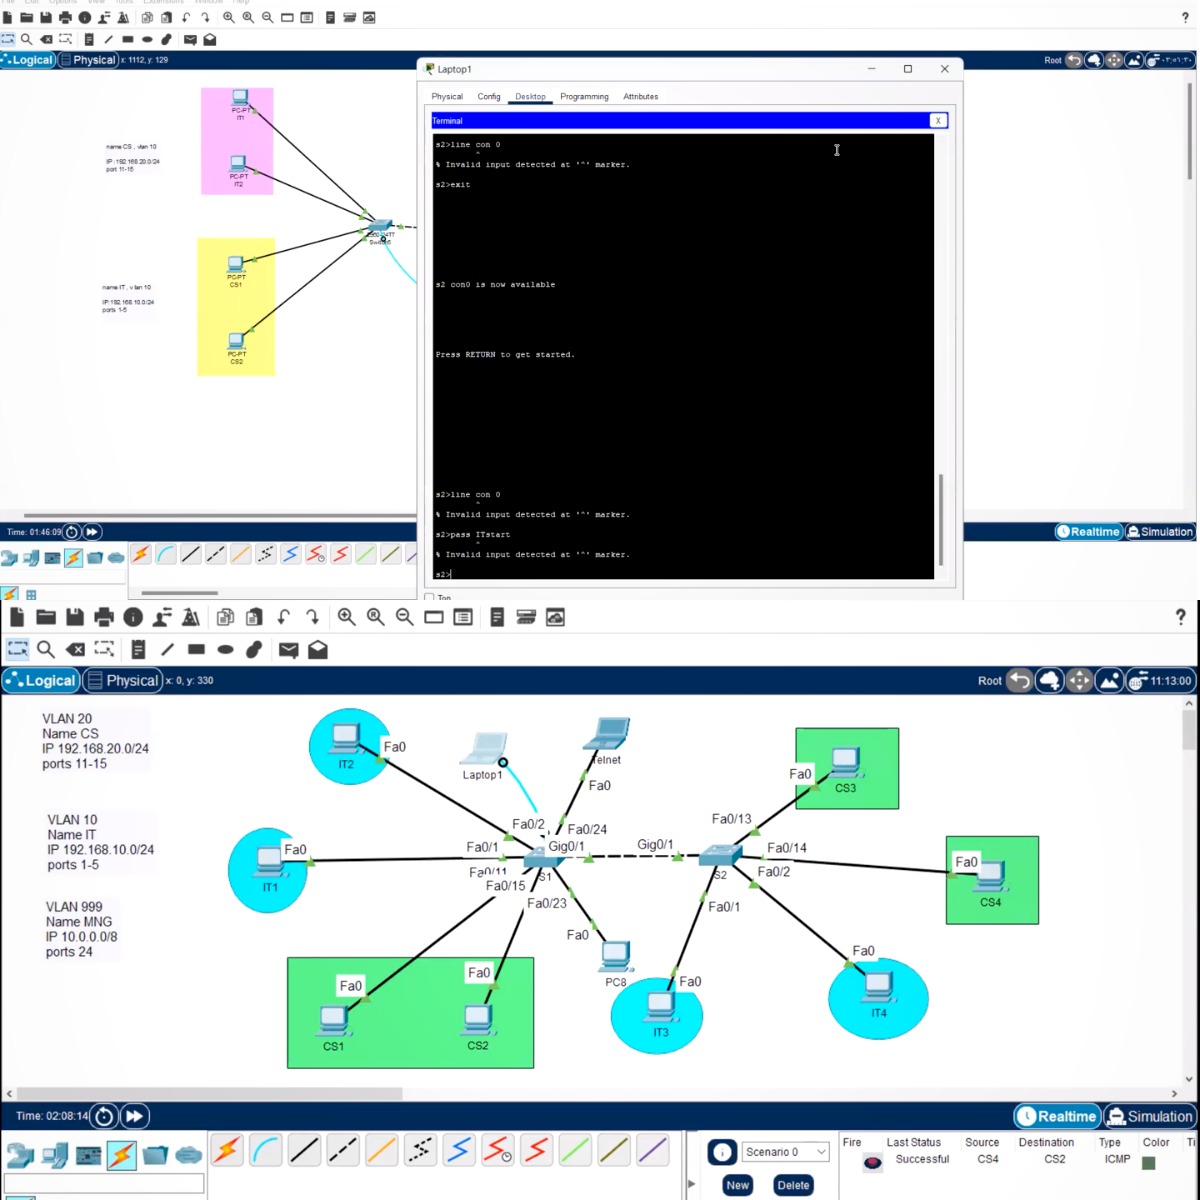 Logical Physical x: 1112, y: 129 Root
Laptop1
Physical Config Desktop Programming Attributes
Terminal X
s2>line con 0
^
% Invalid input detected at '^' marker.
s2>exit
s2 con0 is now available
Press RETURN to get started.
s2>line con 0
^
% Invalid input detected at '^' marker.
s2>pass ITstart
^
% Invalid input detected at '^' marker.
s2>
Top
PC-PT
IT1
PC-PT
IT2
name CS , vlan 10
IP :192.168.20.0/24
port 11-15
PC-PT
CS1
name IT , v lan 10
IP:192.168.10.0/24
ports 1-5
PC-PT
CS2
Time: 01:46:09
Realtime Simulation
?
Logical Physical x: 0, y: 330 Root 11:13:00
VLAN 20
Name CS
IP 192.168.20.0/24
ports 11-15
VLAN 10
Name IT
IP 192.168.10.0/24
ports 1-5
VLAN 999
Name MNG
IP 10.0.0.0/8
ports 24
IT2 Fa0
Laptop1
Telnet
Fa0
Fa0 CS3
Fa0/2 Fa0/24
Fa0/13
IT1 Fa0
Fa0/1 Gig0/1 Gig0/1 Fa0/14
Fa0/11 S1 S2 Fa0/2
Fa0/15
Fa0/23 Fa0/1
Fa0 CS4
Fa0 PC8
Fa0 CS1
Fa0 CS2
Fa0 IT3
Fa0 IT4
Time: 02:08:14
Realtime Simulation
Scenario 0
New Delete
Fire Last Status Source Destination Type Color Ti
Successful CS4 CS2 ICMP